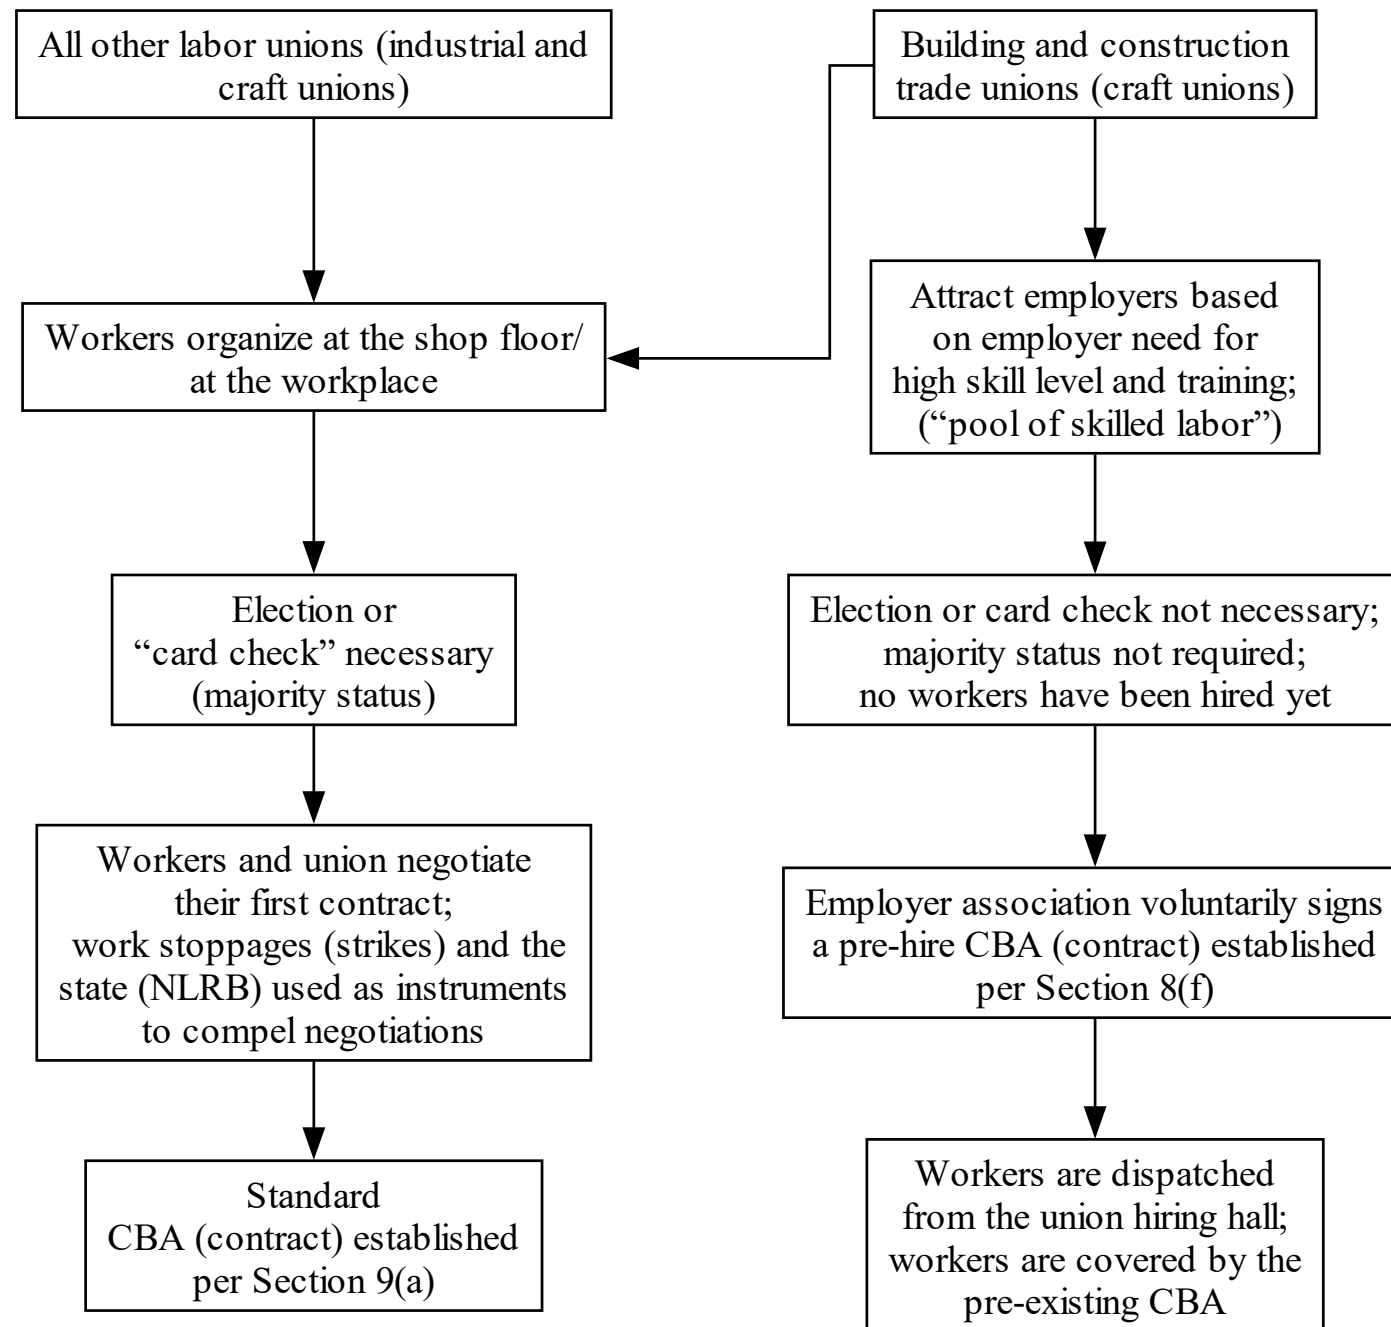 All other labor unions (industrial and
craft unions)
Building and construction
trade unions (craft unions)
Workers organize at the shop floor/
at the workplace
Attract employers based
on employer need for
high skill level and training;
(“pool of skilled labor”)
Election or
“card check” necessary
(majority status)
Election or card check not necessary;
majority status not required;
no workers have been hired yet
Workers and union negotiate
their first contract;
work stoppages (strikes) and the
state (NLRB) used as instruments
to compel negotiations
Employer association voluntarily signs
a pre-hire CBA (contract) established
per Section 8(f)
Standard
CBA (contract) established
per Section 9(a)
Workers are dispatched
from the union hiring hall;
workers are covered by the
pre-existing CBA